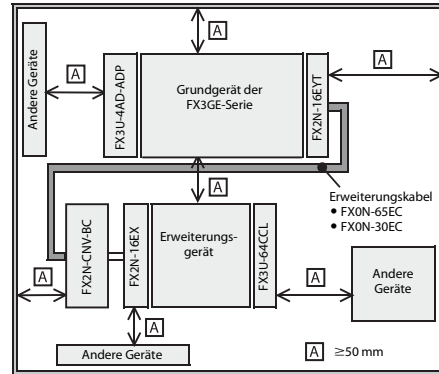 A
Andere Geräte
A
FX3U-4AD-ADP
Grundgerät der
FX3GE-Serie
FX2N-16EYT
A
A
Erweiterungskabel
● FX0N-65EC
● FX0N-30EC
A
FX2N-CNV-BC
FX2N-16EX
Erweiterungs-
gerät
FX3U-64CCL
A
Andere
Geräte
A
Andere Geräte
A ≥50 mm